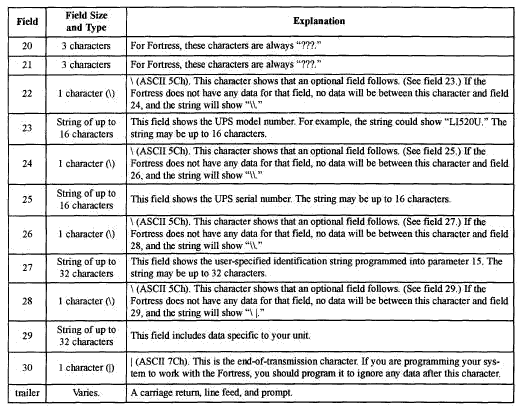 Field
Field Size
and Type
Explanation
20
3 characters
For Fortress, these characters are always “???.”
21
3 characters
For Fortress, these characters are always “???.”
22
1 character (\)
\ (ASCII 5Ch). This character shows that an optional field follows. (See field 23.) If the
Fortress does not have any data for that field, no data will be between this character and field
24, and the string will show “\\.”
23
String of up to
16 characters
This field shows the UPS model number. For example, the string could show “LI520U.” The
string may be up to 16 characters.
24
1 character (\)
\ (ASCII 5Ch). This character shows that an optional field follows. (See field 25.) If the
Fortress does not have any data for that field, no data will be between this character and field
26, and the string will show “\\.”
25
String of up to
16 characters
This field shows the UPS serial number. The string may be up to 16 characters.
26
1 character (\)
\ (ASCII 5Ch). This character shows that an optional field follows. (See field 27.) If the
Fortress does not have any data for that field, no data will be between this character and field
28, and the string will show “\\.”
27
String of up to
32 characters
This field shows the user-specified identification string programmed into parameter 15. The
string may be up to 32 characters.
28
1 character (\)
\ (ASCII 5Ch). This character shows that an optional field follows. (See field 29.) If the
Fortress does not have any data for that field, no data will be between this character and field
29, and the string will show “\ |.”
29
String of up to
32 characters
This field includes data specific to your unit.
30
1 character (|)
| (ASCII 7Ch). This is the end-of-transmission character. If you are programming your sys-
tem to work with the Fortress, you should program it to ignore any data after this character.
trailer
Varies.
A carriage return, line feed, and prompt.